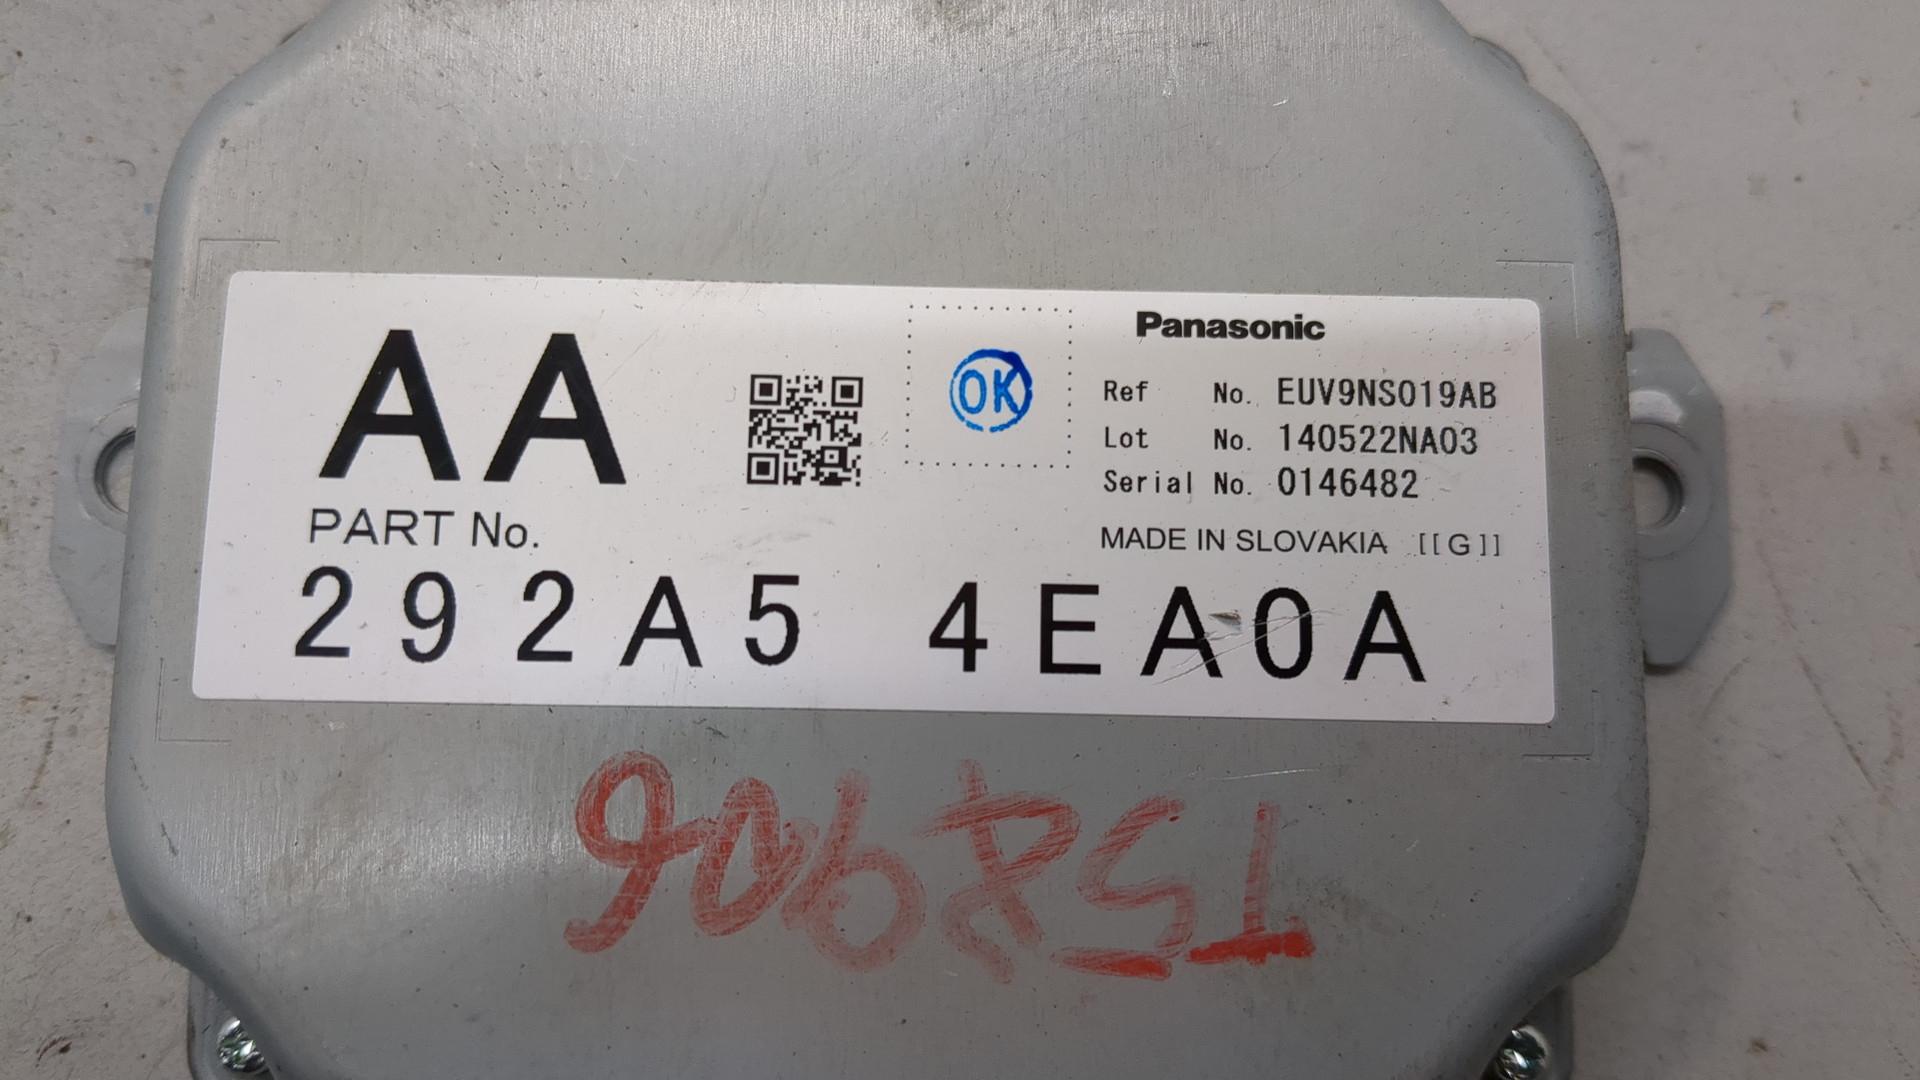 AA
OK
Panasonic
Ref No. EUV9NS019AB
Lot No. 140522NA03
Serial No. 0146482
MADE IN SLOVAKIA [[G]]
PART No.
292A5 4EA0A